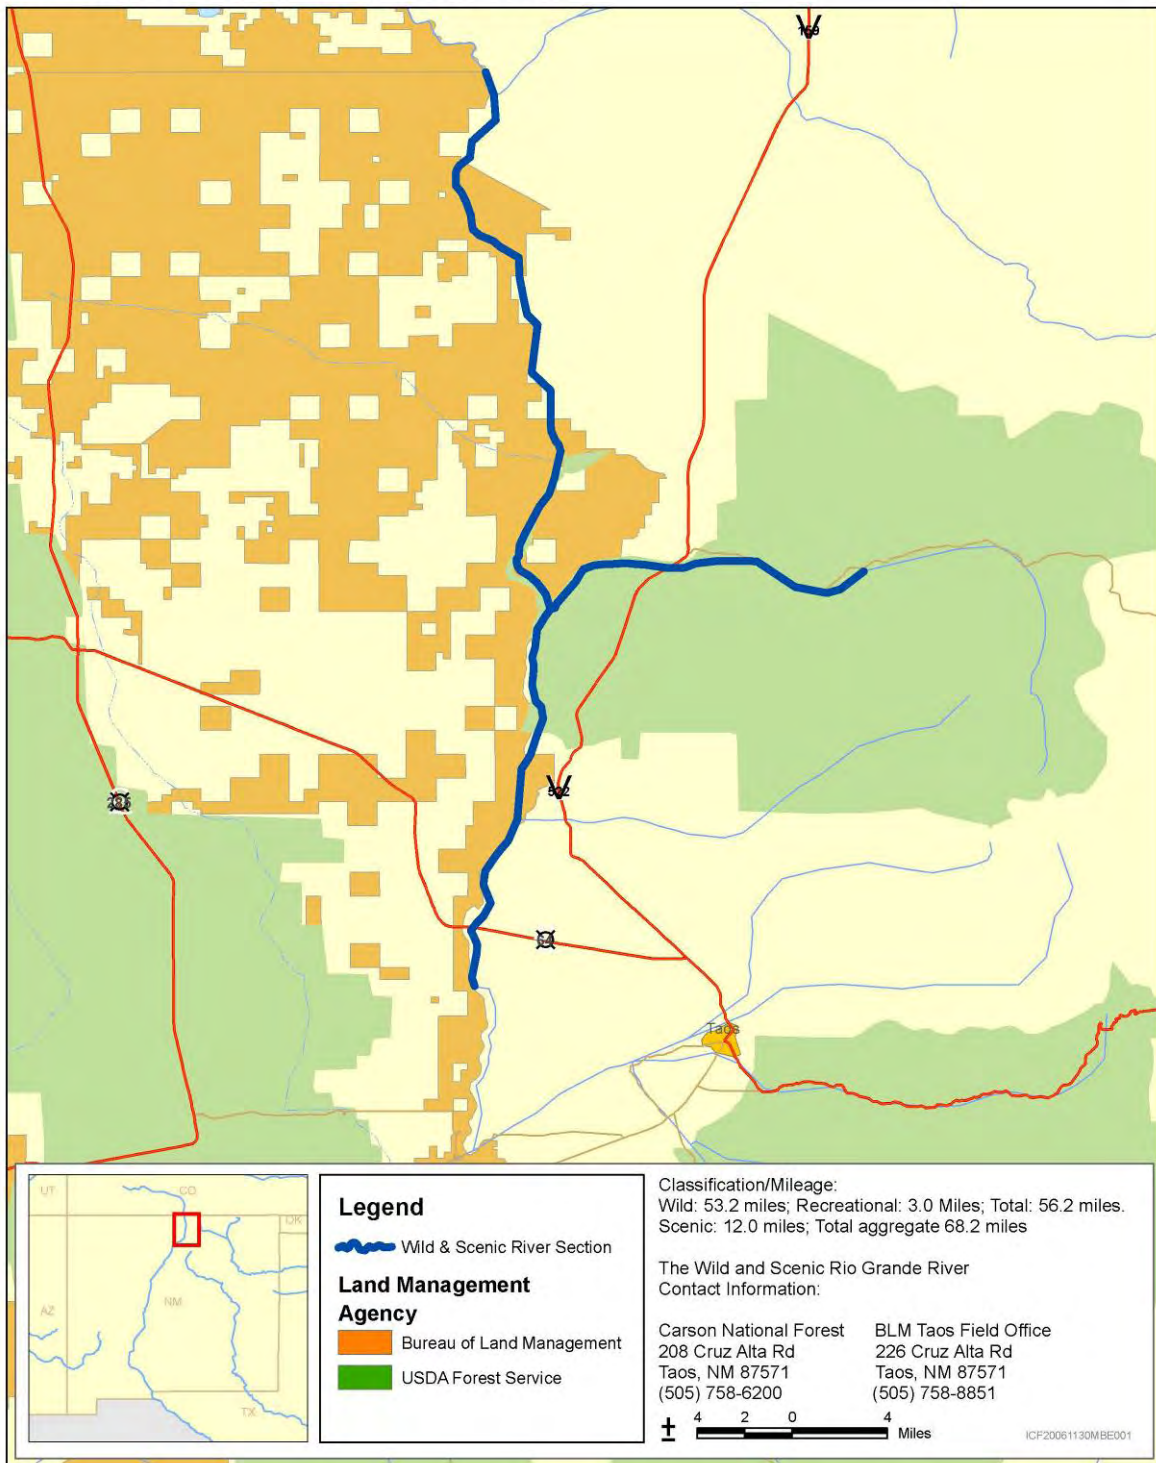 159
522
64
Taos
UT
CO
OK
AZ
NM
TX
Legend
Wild & Scenic River Section
Land Management
Agency
Bureau of Land Management
USDA Forest Service
Classification/Mileage:
Wild: 53.2 miles; Recreational: 3.0 Miles; Total: 56.2 miles.
Scenic: 12.0 miles; Total aggregate 68.2 miles
The Wild and Scenic Rio Grande River
Contact Information:
Carson National Forest
208 Cruz Alta Rd
Taos, NM 87571
(505) 758-6200
BLM Taos Field Office
226 Cruz Alta Rd
Taos, NM 87571
(505) 758-8851
4 2 0 4
Miles
ICF20061130MBE001